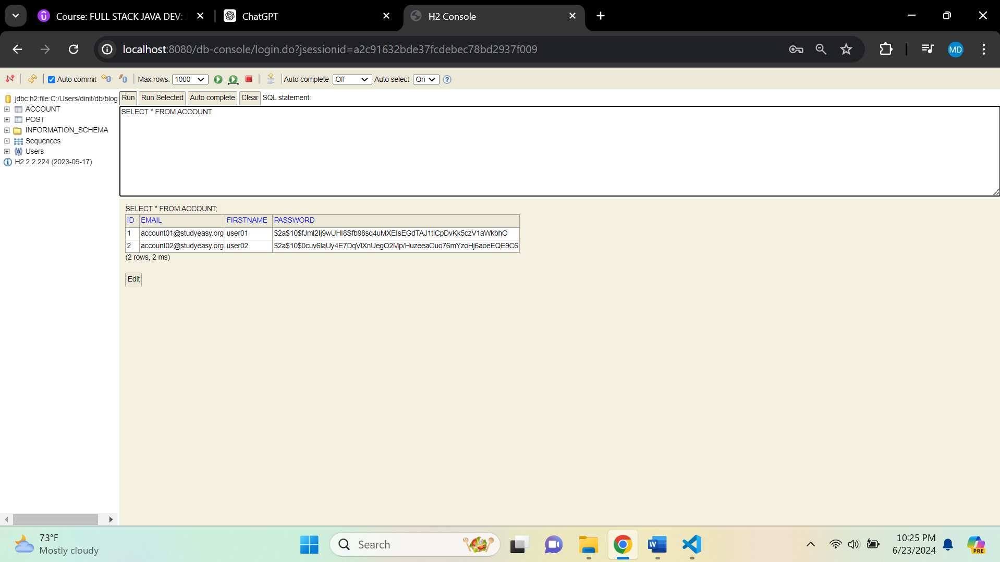 Course: FULL STACK JAVA DEV: J
ChatGPT
H2 Console
localhost:8080/db-console/login.do?jsessionid=a2c91632bde37fcdebec78bd2937f009
MD
Auto commit
Max rows: 1000
Auto complete Off
Auto select On
jdbc:h2:file:C:/Users/dinit/db/blog
ACCOUNT
POST
INFORMATION_SCHEMA
Sequences
Users
H2 2.2.224 (2023-09-17)
Run Run Selected Auto complete Clear SQL statement:
SELECT * FROM ACCOUNT
SELECT * FROM ACCOUNT;
ID EMAIL FIRSTNAME PASSWORD
1 account01@studyeasy.org user01 $2a$10$fJml2Ij9wUHI8Sfb98sq4uMXEIsEGdTAJ1tiCpDvKk5czV1aWkbhO
2 account02@studyeasy.org user02 $2a$10$0cuv6laUy4E7DqVlXnUegO2Mp/HuzeeaOuo76mYzoHj6aoeEQE9C6
(2 rows, 2 ms)
Edit
73°F
Mostly cloudy
Search
10:25 PM
6/23/2024
PRE